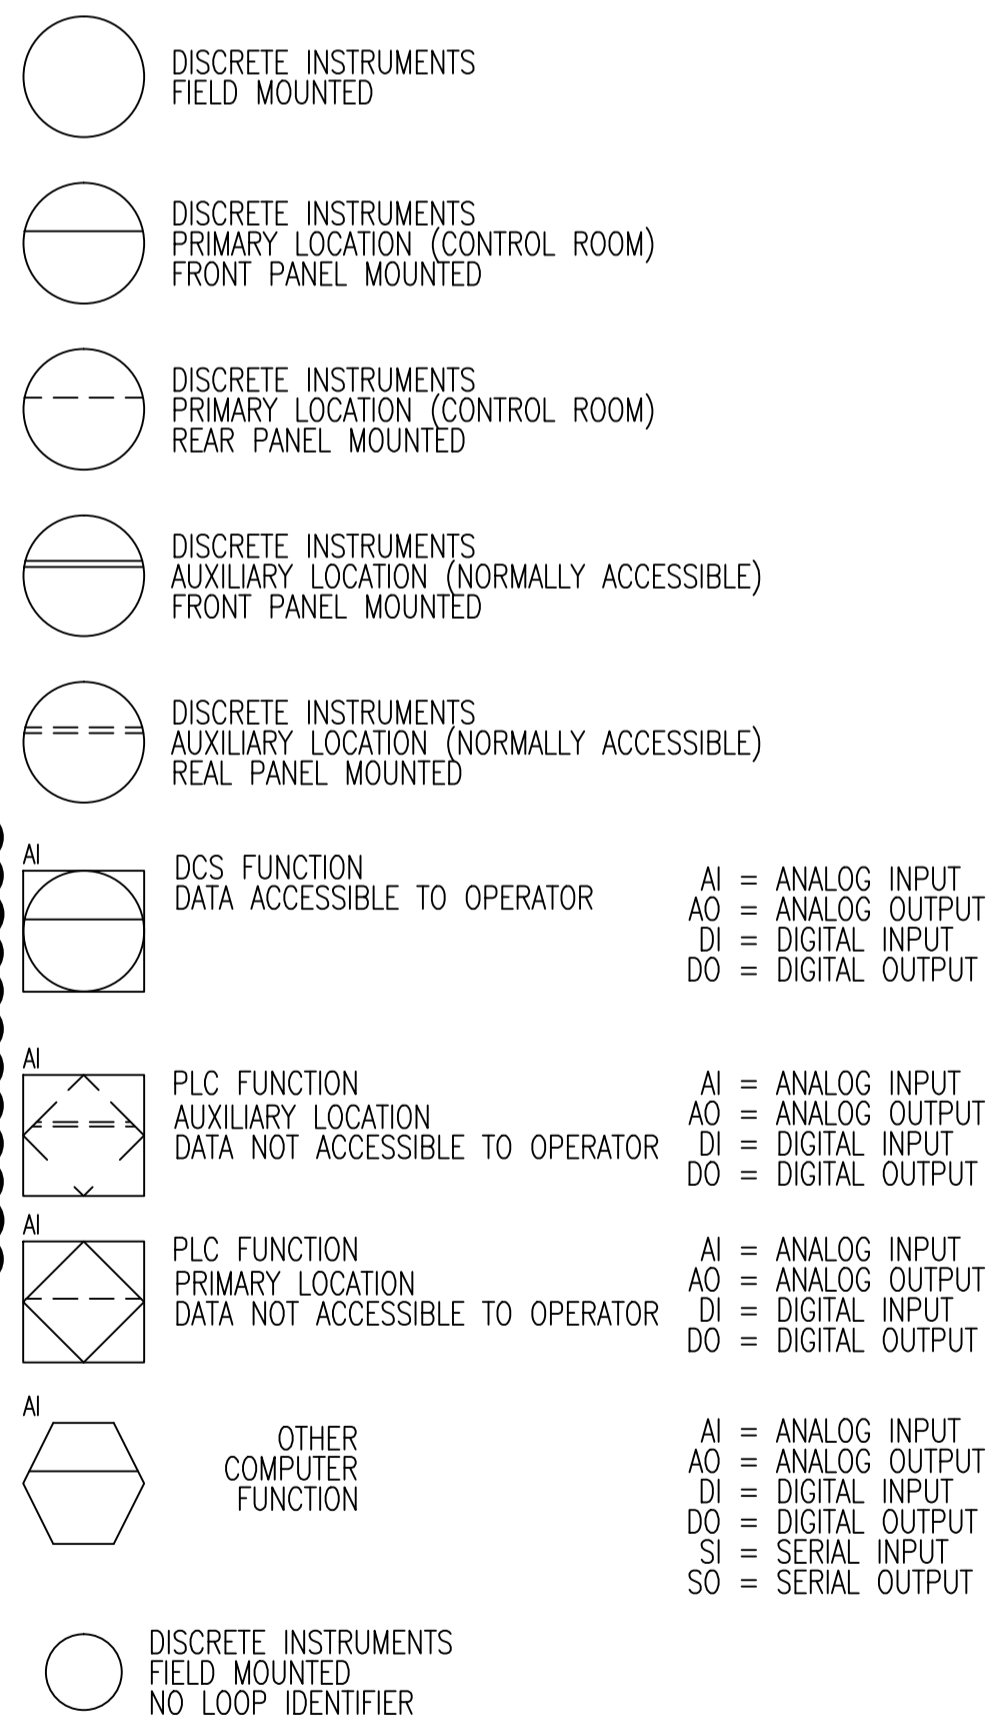 DISCRETE INSTRUMENTS
FIELD MOUNTED
DISCRETE INSTRUMENTS
PRIMARY LOCATION (CONTROL ROOM)
FRONT PANEL MOUNTED
DISCRETE INSTRUMENTS
PRIMARY LOCATION (CONTROL ROOM)
REAR PANEL MOUNTED
DISCRETE INSTRUMENTS
AUXILIARY LOCATION (NORMALLY ACCESSIBLE)
FRONT PANEL MOUNTED
DISCRETE INSTRUMENTS
AUXILIARY LOCATION (NORMALLY ACCESSIBLE)
REAL PANEL MOUNTED
AI
DCS FUNCTION
DATA ACCESSIBLE TO OPERATOR
AI = ANALOG INPUT
AO = ANALOG OUTPUT
DI = DIGITAL INPUT
DO = DIGITAL OUTPUT
AI
PLC FUNCTION
AUXILIARY LOCATION
DATA NOT ACCESSIBLE TO OPERATOR
AI = ANALOG INPUT
AO = ANALOG OUTPUT
DI = DIGITAL INPUT
DO = DIGITAL OUTPUT
AI
PLC FUNCTION
PRIMARY LOCATION
DATA NOT ACCESSIBLE TO OPERATOR
AI = ANALOG INPUT
AO = ANALOG OUTPUT
DI = DIGITAL INPUT
DO = DIGITAL OUTPUT
AI
OTHER
COMPUTER
FUNCTION
AI = ANALOG INPUT
AO = ANALOG OUTPUT
DI = DIGITAL INPUT
DO = DIGITAL OUTPUT
SI = SERIAL INPUT
SO = SERIAL OUTPUT
DISCRETE INSTRUMENTS
FIELD MOUNTED
NO LOOP IDENTIFIER